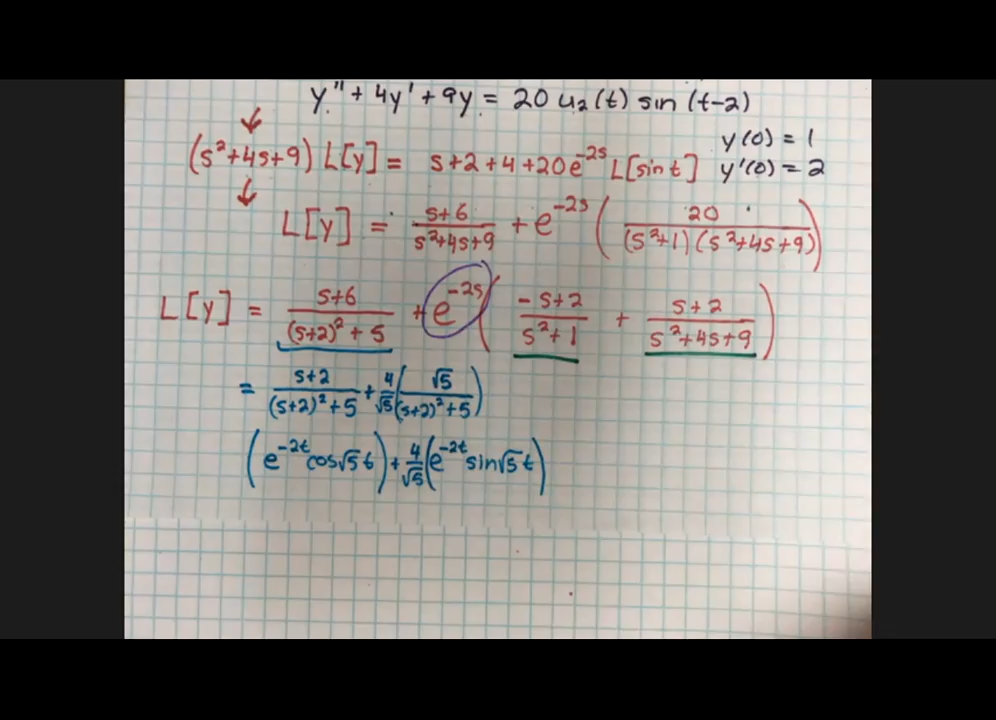 y" + 4y' + 9y = 20 u₂(t) sin (t-2)
y(0) = 1
(s²+4s+9) L[y] = s+2+4+20e⁻²ˢ L[sin t]
y'(0) = 2
L[y] = (s+6)/(s²+4s+9) + e⁻²ˢ (20/((s²+1)(s²+4s+9)))
L[y] = (s+6)/((s+2)²+5) + e⁻²ˢ ((-s+2)/(s²+1) + (s+2)/(s²+4s+9))
= (s+2)/((s+2)²+5) + 4/√5 (√5/((s+2)²+5))
(e⁻²ᵗ cos√5 t) + 4/√5 (e⁻²ᵗ sin√5 t)